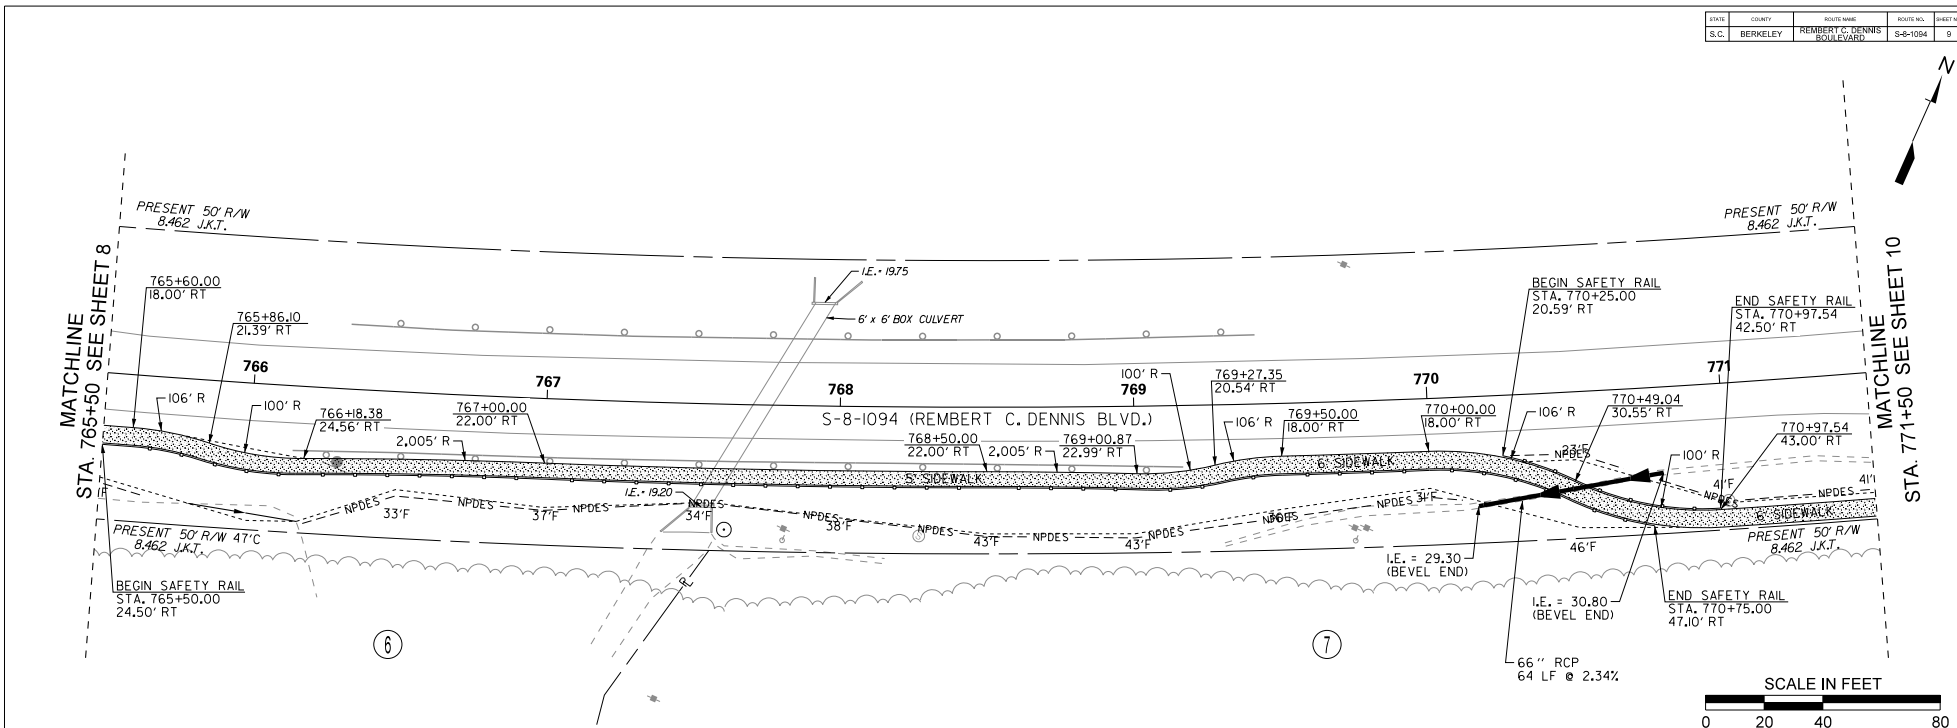 STATE COUNTY ROUTE NAME ROUTE NO.
S.C. BERKELEY REMBERT C. DENNIS BOULEVARD S-8-1094 9
N
PRESENT 50' R/W
8.462 J.K.T.
PRESENT 50' R/W
8.462 J.K.T.
MATCHLINE
STA. 765+50 SEE SHEET 8
MATCHLINE
STA. 771+50 SEE SHEET 10
I.E.= 19.75
6' x 6' BOX CULVERT
765+60.00
18.00' RT
765+86.10
21.39' RT
BEGIN SAFETY RAIL
STA. 770+25.00
20.59' RT
END SAFETY RAIL
STA. 770+97.54
42.50' RT
766
767
768
769
770
771
106' R
100' R
766+18.38
24.56' RT
2,005' R
767+00.00
22.00' RT
S-8-1094 (REMBERT C. DENNIS BLVD.)
768+50.00
22.00' RT
2,005' R
769+00.87
22.99' RT
100' R
769+27.35
20.54' RT
106' R
769+50.00
18.00' RT
770+00.00
18.00' RT
106' R
770+49.04
30.55' RT
770+97.54
43.00' RT
100' R
5' SIDEWALK
6' SIDEWALK
6' SIDEWALK
23'F
NPDES
41'F
NPDES
NPDES
41'
I.E.= 19.20
NPDES
33'F
NPDES
37'F
NPDES
NPDES
34'F
NPDES
38'F
NPDES
43'F
NPDES
43'F
NPDES
NPDES
NPDES
31'F
46'F
PRESENT 50' R/W
8.462 J.K.T.
47'C
PRESENT 50' R/W
8.462 J.K.T.
I.E. = 29.30
(BEVEL END)
I.E. = 30.80
(BEVEL END)
BEGIN SAFETY RAIL
STA. 765+50.00
24.50' RT
END SAFETY RAIL
STA. 770+75.00
47.10' RT
PL
6
7
66" RCP
64 LF @ 2.34%
SCALE IN FEET
0 20 40 80